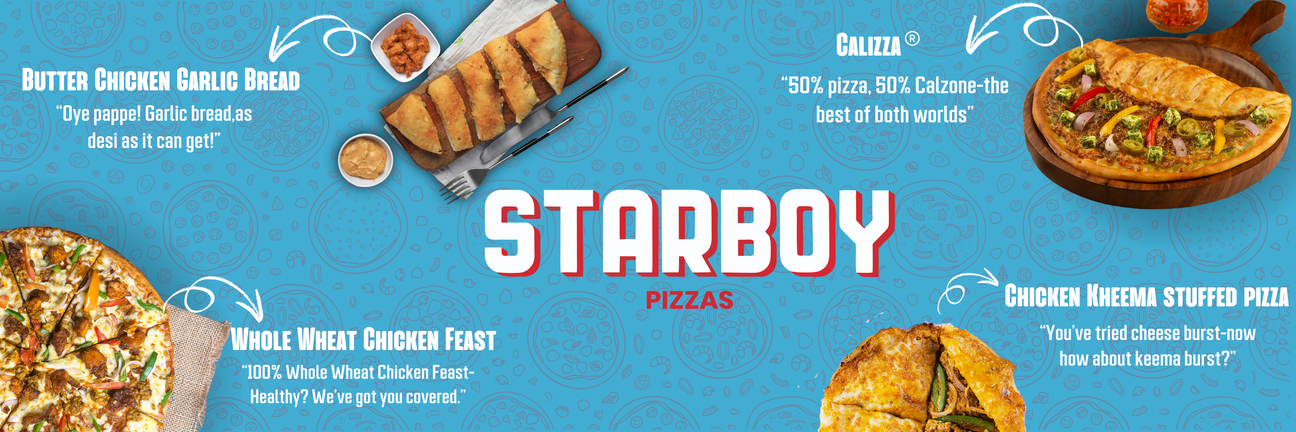 BUTTER CHICKEN GARLIC BREAD
“Oye pappe! Garlic bread,as
desi as it can get!”
CALIZZA®
“50% pizza, 50% Calzone-the
best of both worlds”
STARBOY
PIZZAS
WHOLE WHEAT CHICKEN FEAST
“100% Whole Wheat Chicken Feast-
Healthy? We’ve got you covered.”
CHICKEN KHEEMA STUFFED PIZZA
“You’ve tried cheese burst-now
how about keema burst?”